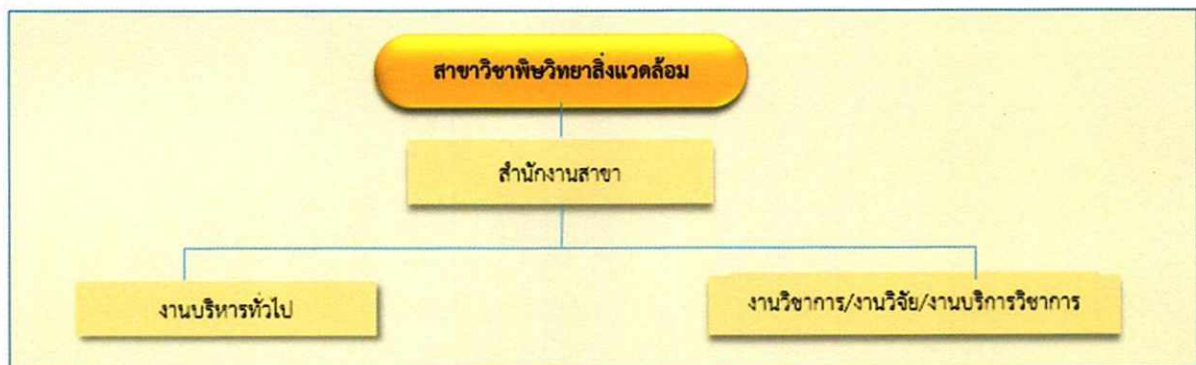 สาขาวิชาพิษวิทยาสิ่งแวดล้อม
สำนักงานสาขา
งานบริหารทั่วไป
งานวิชาการ/งานวิจัย/งานบริการวิชาการ